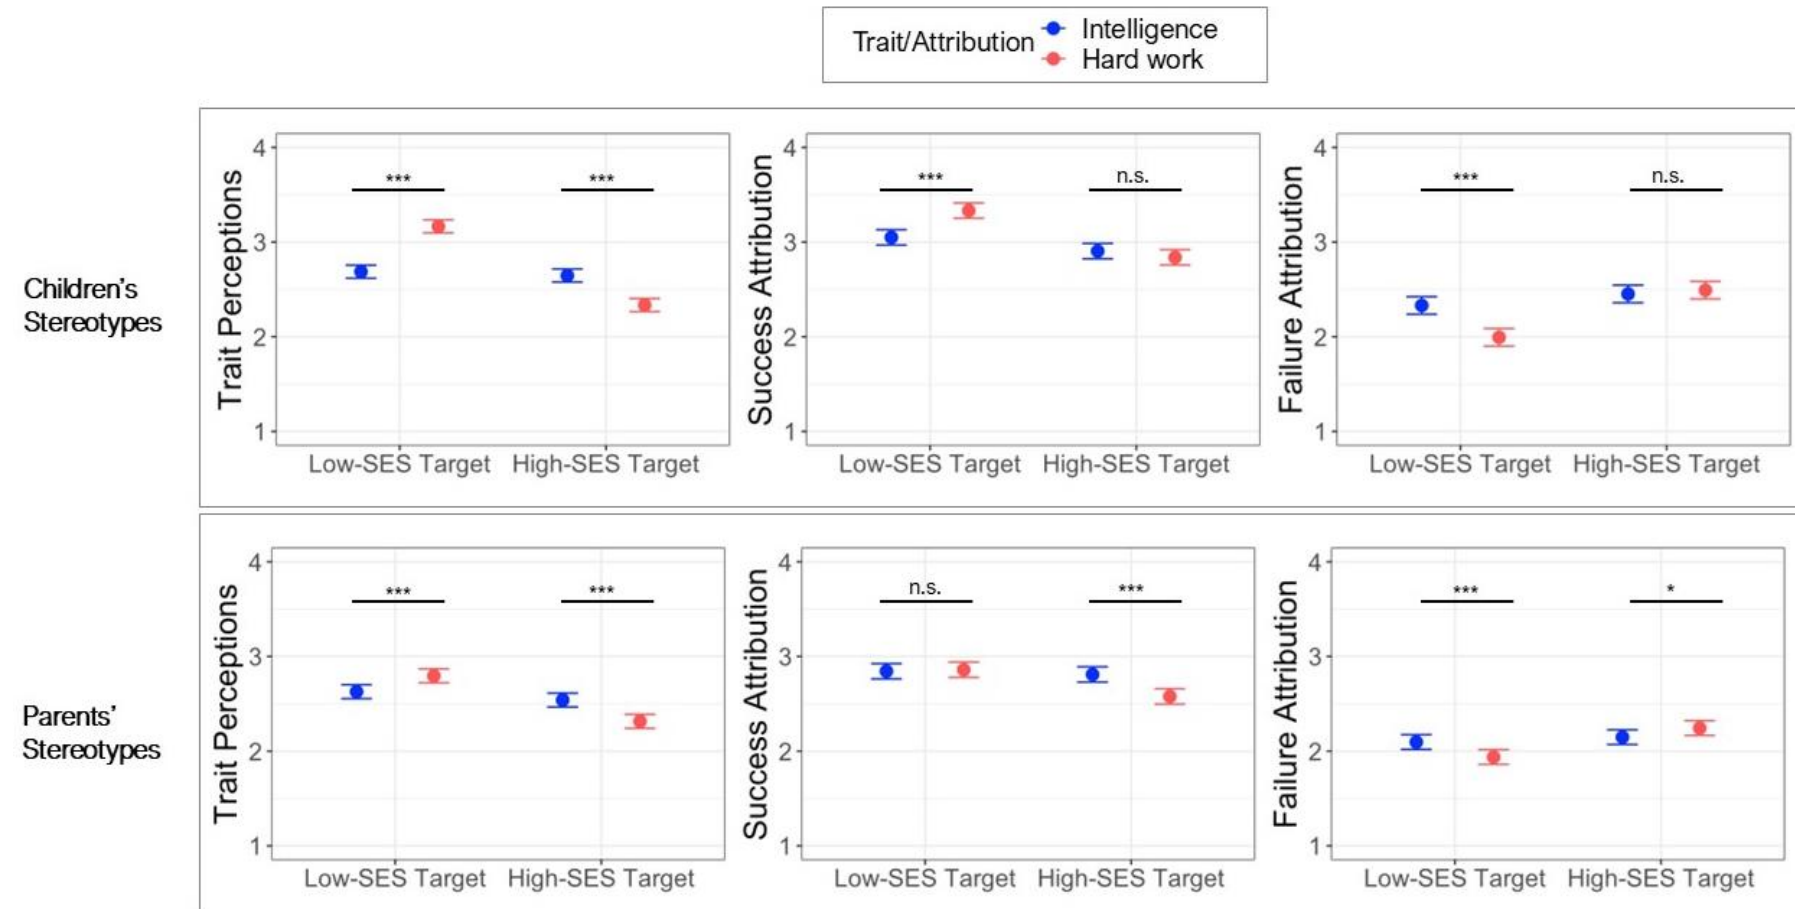 Trait/Attribution
Intelligence
Hard work
Children's
Stereotypes
Trait Perceptions
4
3
2
1
***
***
Low-SES Target
High-SES Target
Success Attribution
4
3
2
1
***
n.s.
Low-SES Target
High-SES Target
Failure Attribution
4
3
2
1
***
n.s.
Low-SES Target
High-SES Target
Parents'
Stereotypes
Trait Perceptions
4
3
2
1
***
***
Low-SES Target
High-SES Target
Success Attribution
4
3
2
1
n.s.
***
Low-SES Target
High-SES Target
Failure Attribution
4
3
2
1
***
*
Low-SES Target
High-SES Target